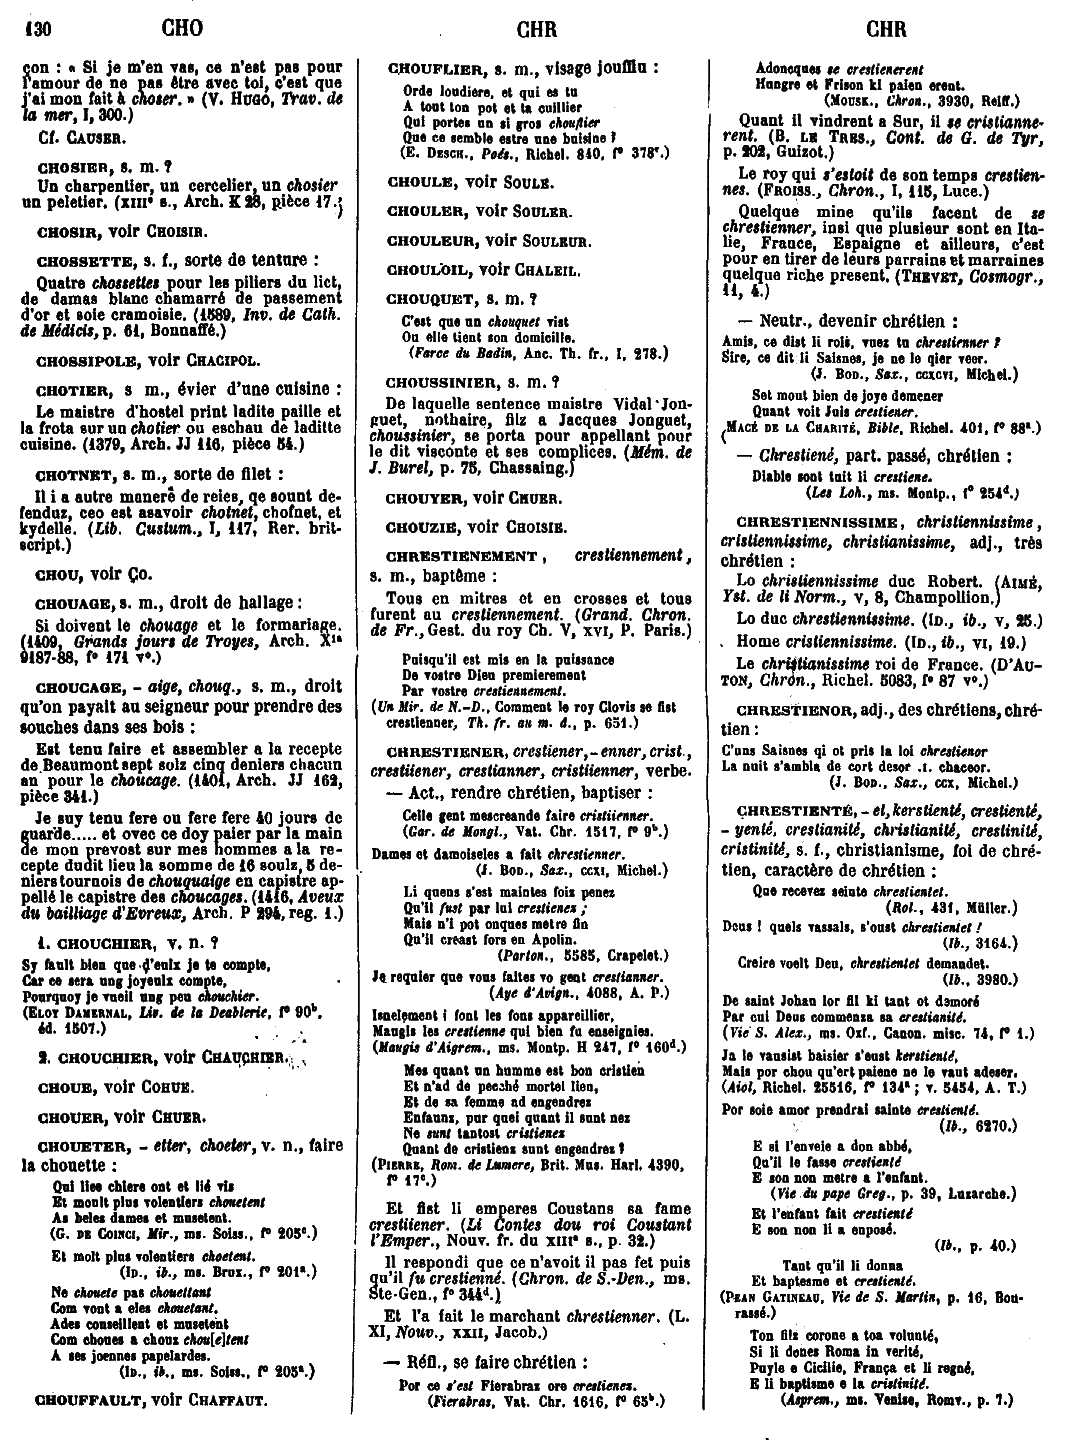 130 CHO CHR CHR
çon : « Si je m'en vas, ce n'est pas pour
l'amour de ne pas être avec toi, c'est que
j'ai mon fait à choser. » (V. HUGO, Trav. de
la mer, I, 300.)
Cf. CAUSER.
CHOSIER, s. m. ?
Un charpentier, un cercelier, un chosier
un peletier. (XIIIe s., Arch. K 28, pièce 17.)
CHOSIR, voir CHOISIR.
CHOSSETTE, s. f., sorte de tenture :
Quatre chossettes pour les piliers du lict,
de damas blanc chamarré de passement
d'or et soie cramoisie. (1589, Inv. de Cath.
de Médicis, p. 61, Bonnaffé.)
CHOSSIPOLE, voir CHACIPOL.
CHOTIER, s m., évier d'une cuisine :
Le maistre d'hostel print ladite paille et
la frota sur un chotier ou eschau de laditte
cuisine. (1379, Arch. JJ 116, pièce 54.)
CHOTNET, s. m., sorte de filet :
Il i a autre manere de reies, qe sount de-
fenduz, ceo est asavoir chotnet, chofnet, et
kydelle. (Lib. Custum., I, 117, Rer. brit-
script.)
CHOU, voir ÇO.
CHOUAGE, s. m., droit de hallage :
Si doivent le chouage et le formariage.
(1409, Grands jours de Troyes, Arch. X1a
9187-88, fo 171 vo.)
CHOUCAGE, - aige, chouq., s. m., droit
qu'on payait au seigneur pour prendre des
souches dans ses bois :
Est tenu faire et assembler a la recepte
de Beaumont sept solz cinq deniers chacun
an pour le choucage. (1401, Arch. JJ 162,
pièce 341.)
Je suy tenu fere ou fere fere 40 jours de
guarde..... et ovec ce doy paier par la main
de mon prevost sur mes hommes a la re-
cepte dudit lieu la somme de 16 soulz, 5 de-
niers tournois de chouquaige en capistre ap-
pellé le capistre des choucages. (1416, Aveux
du bailliage d'Evreux, Arch. P 294, reg. 1.)
1. CHOUCHIER, v. n. ?
Sy fault bien que d'eulx je te compte,
Car ce sera ung joyeulx compte,
Pourquoy je vueil ung peu chouchier.
(ELOY DAMERNAL, Liv. de la Deablerie, fo 90b,
éd. 1507.)
2. CHOUCHIER, voir CHAUCHIER.
CHOUE, voir COHUE.
CHOUER, voir CHUER.
CHOUETER, - etter, choeter, v. n., faire
la chouette :
Qui lies chiere ont et lié vis
Et moult plus volentiers chouetent
As beles dames et musetent.
(G. DE COINCI, Mir., ms. Soiss., fo 205c.)
Et molt plus volentiers choetent.
(ID., ib., ms. Brux., fo 201a.)
Ne chouete pas chouettant
Com vont a eles chouetant.
Ades conseillent et musetent
Com choues a chouz chou[e]tent
A ses joennes papelardes.
(ID., ib., ms. Soiss., fo 205a.)
CHOUFFAULT, voir CHAFFAUT.
CHOUFLIER, s. m., visage joufflu :
Orde loudiere, et qui es tu
A tout ton pot et ta cuillier
Qui portes un si gros chouflier
Que ce semble estre une buisine ?
(E. DESCH., Poés., Richel. 840, fo 378c.)
CHOULE, voir SOULE.
CHOULER, voir SOULER.
CHOULEUR, voir SOULEUR.
CHOULOIL, voir CHALEIL.
CHOUQUET, s. m. ?
C'est que un chouquet vist
Ou elle tient son domicille.
(Farce du Badin, Anc. Th. fr., I, 278.)
CHOUSSINIER, s. m. ?
De laquelle sentence maistre Vidal Jon-
guet, nothaire, filz a Jacques Jonguet,
choussinier, se porta pour appellant pour
le dit visconte et ses complices. (Mém. de
J. Burel, p. 75, Chassaing.)
CHOUYER, voir CHUER.
CHOUZIE, voir CHOISIE.
CHRESTIENEMENT, crestiennement,
s. m., baptême :
Tous en mitres et en crosses et tous
furent au crestiennement. (Grand. Chron.
de Fr., Gest. du roy Ch. V, XVI, P. Paris.)
Puisqu'il est mis en la puissance
De vostre Dieu premierement
Par vostre crestiennement.
(Un Mir. de N.-D., Comment le roy Clovis se fist
crestienner, Th. fr. au m. â., p. 651.)
CHRESTIENER, crestiener, - enner, crist.,
crestiiener, crestianner, cristiienner, verbe.
— Act., rendre chrétien, baptiser :
Celle gent mescreande faire cristiienner.
(Gar. de Mongl., Vat. Chr. 1517, fo 9b.)
Dames et damoiseles a fait chrestienner.
(J. BOD., Sax., CCXI, Michel.)
Li quens s'est maintes foiz penez
Qu'il fust par lui crestienez ;
Mais n'i pot onques metre fin
Qu'il creast fors en Apolin.
(Parton., 5585, Crapelet.)
Je requier que vous faites vo gent crestianner.
(Aye d'Avign., 4088, A. P.)
Isnelement i font les fons appareillier,
Maugis les crestienne qui bien fu enseignies.
(Maugis d'Aigrem., ms. Montp. H 247, fo 160d.)
Mes quant un humme est bon cristien
Et n'ad de pecché mortel lien,
Et de sa femme ad engendrez
Enfaunz, pur quei quant il sunt nez
Ne sunt tantost cristienez
Quant de cristiens sunt engendrez ?
(PIERRE, Rom. de Lumere, Brit. Mus. Harl. 4390,
fo 17c.)
Et fist li emperes Coustans sa fame
crestiiener. (Li Contes dou roi Coustant
l'Emper., Nouv. fr. du XIIIe s., p. 32.)
Il respondi que ce n'avoit il pas fet puis
qu'il fu crestienné. (Chron. de S.-Den., ms.
Ste-Gen., fo 344d.)
Et l'a fait le marchant chrestienner. (L.
XI, Nouv., XXII, Jacob.)
— Réfl., se faire chrétien :
Por ce s'est Fierabraz ore crestienez.
(Fierabras, Vat. Chr. 1616, fo 65b.)
Adoncques se crestienerent
Hungre et Frison ki paien erent.
(MOUSK., Chron., 3930, Reiff.)
Quant il vindrent a Sur, il se cristianne-
rent. (B. LE TRES., Cont. de G. de Tyr,
p. 202, Guizot.)
Le roy qui s'estoit de son temps crestien-
nes. (FROISS., Chron., I, 115, Luce.)
Quelque mine qu'ils facent de se
chrestienner, insi que plusieur sont en Ita-
lie, France, Espaigne et ailleurs, c'est
pour en tirer de leurs parrains et marraines
quelque riche present. (THEVET, Cosmogr.,
11, 4.)
— Neutr., devenir chrétien :
Amis, ce dist li rois, vuez tu chrestienner ?
Sire, ce dit li Saisnes, je ne le qier veer.
(J. BOD., Sax., CCXCVI, Michel.)
Set mout bien de joye demener
Quant voit Juis crestiener.
(MACÉ DE LA CHARITÉ, Bible, Richel. 401, fo 88a.)
— Chrestiené, part. passé, chrétien :
Diable sont tuit li crestiene.
(Les Loh., ms. Montp., fo 254d.)
CHRESTIENNISSIME, christiennissime,
cristiennissime, christianissime, adj., très
chrétien :
Lo christiennissime duc Robert. (AIMÉ,
Yst. de li Norm., V, 8, Champollion.)
Lo duc chrestiennissime. (ID., ib., V, 25.)
Home cristiennissime. (ID., ib., VI, 19.)
Le christianissime roi de France. (D'AU-
TON, Chron., Richel. 5083, fo 87 vo.)
CHRESTIENOR, adj., des chrétiens, chré-
tien :
C'uns Saisnes qi ot pris la loi chrestienor
La nuit s'ambla de cort desor .I. chaceor.
(J. BOD., Sax., CCX, Michel.)
CHRESTIENTÉ, - et, kerstienté, crestienté,
- yenté, crestianité, christianité, crestinité,
cristinité, s. f., christianisme, foi de chré-
tien, caractère de chrétien :
Que recevez seinte chrestientet.
(Rol., 431, Müller.)
Deus ! quels vassals, s'oust chrestientet !
(Ib., 3164.)
Creire voelt Deu, chrestientet demandet.
(Ib., 3980.)
De saint Johan lor fil ki tant ot demoré
Par cui Deus commenza sa crestianité.
(Vie S. Alex., ms. Oxf., Canon. misc. 74, fo 1.)
Ja le vausist baisier s'eust kerstienté,
Mais por chou qu'ert paiene ne le vaut adeser.
(Aiol, Richel. 25516, fo 134a ; v. 5454, A. T.)
Por soie amor prendrai sainte crestienté.
(Ib., 6270.)
E si l'enveie a don abbé,
Qu'il le fasse crestienté
E son non metre a l'enfant.
(Vie du pape Greg., p. 39, Luzarche.)
Et l'enfant fait crestienté
E son non li a enposé.
(Ib., p. 40.)
Tant qu'il li donna
Et baptesme et crestienté.
(PEAN GATINEAU, Vie de S. Martin, p. 16, Bou-
rassé.)
Ton filz corone a toa volunté,
Si li dones Roma in verité,
Puyle e Cicilie, França et li regné,
E li baptisme e la cristinité.
(Asprem., ms. Venise, Romv., p. 7.)